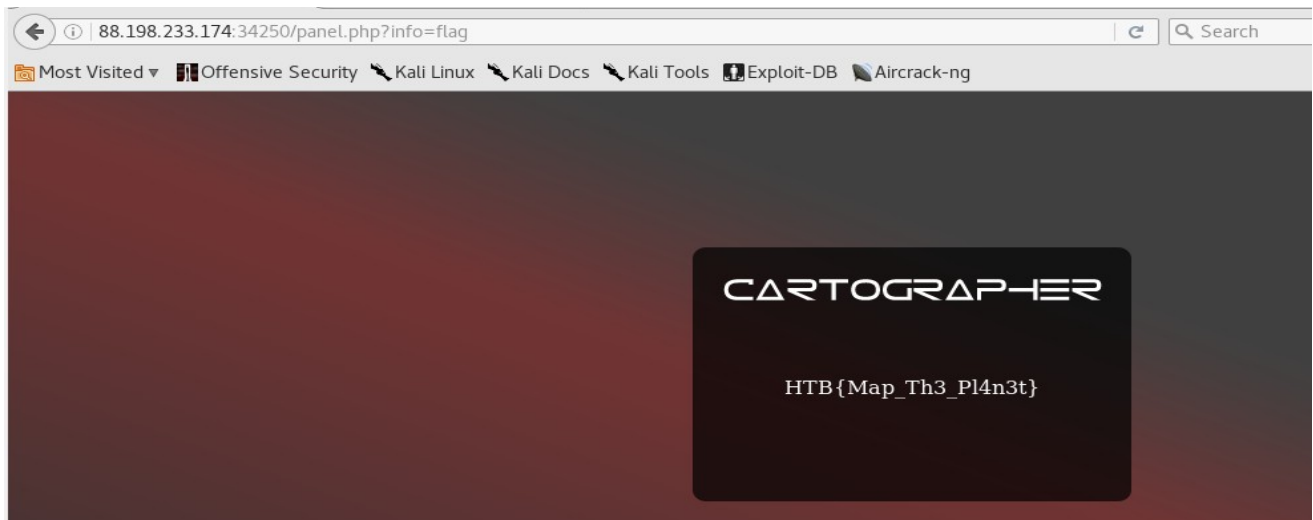 88.198.233.174:34250/panel.php?info=flag
Search
Most Visited Offensive Security Kali Linux Kali Docs Kali Tools Exploit-DB Aircrack-ng
CARTOGRAPHER
HTB{Map_Th3_Pl4n3t}